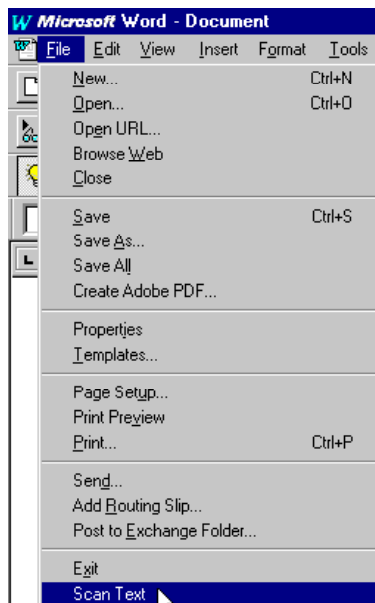 W Microsoft Word - Document
File Edit View Insert Format Tools
New... Ctrl+N
Open... Ctrl+O
Open URL...
Browse Web
Close
Save Ctrl+S
Save As...
Save All
Create Adobe PDF...
Properties
Templates...
Page Setup...
Print Preview
Print... Ctrl+P
Send...
Add Routing Slip...
Post to Exchange Folder...
Exit
Scan Text